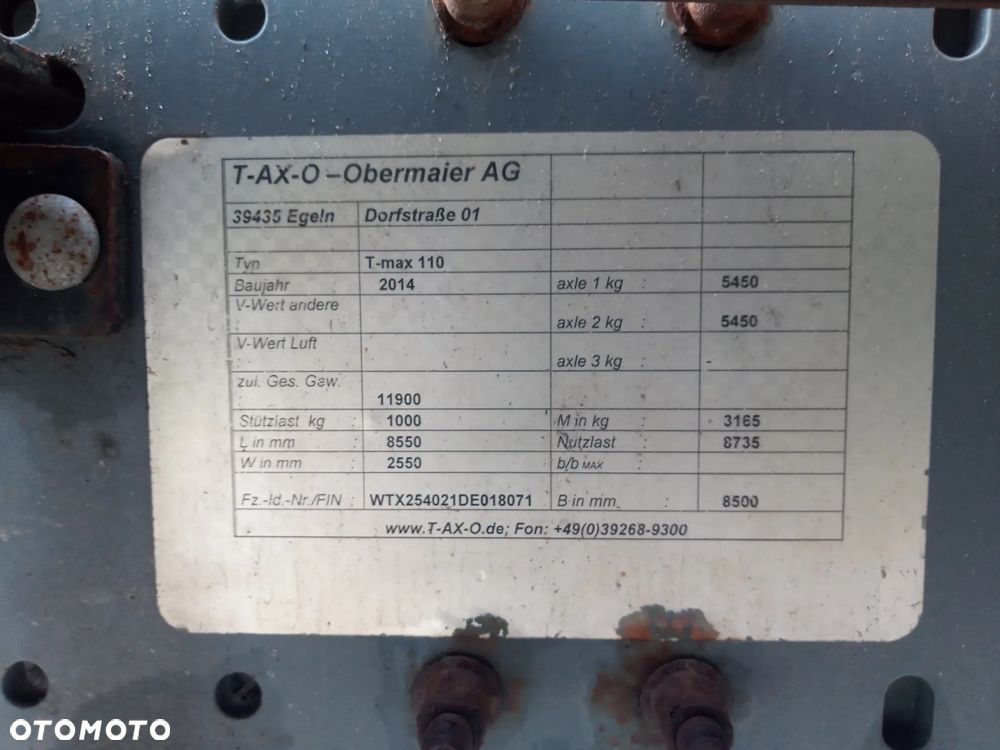 T-AX-O –Obermaier AG
39435 Egeln Dorfstraße 01
Typ T-max 110
Baujahr 2014 axle 1 kg : 5450
V-Wert andere axle 2 kg : 5450
V-Wert Luft axle 3 kg : -
zul. Ges. Gaw. 11900
Stützlast kg : 1000 M in kg : 3165
L in mm : 8550 Nutzlast : 8735
W in mm : 2550 b/b MAX :
Fz.-Id.-Nr./FIN : WTX254021DE018071 B in mm. : 8500
www.T-AX-O.de; Fon: +49(0)39268-9300
OTOMOTO